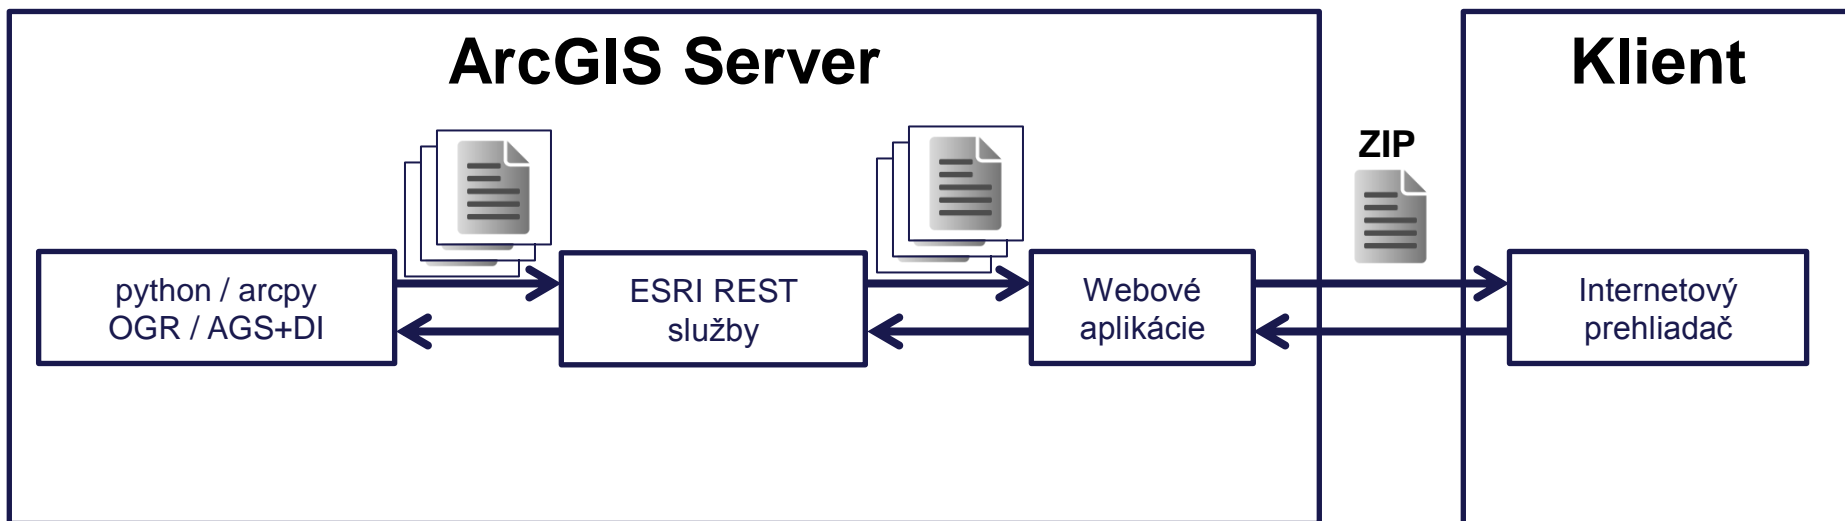 ArcGIS Server
Klient
ZIP
python / arcpy
OGR / AGS+DI
ESRI REST
služby
Webové
aplikácie
Internetový
prehliadač